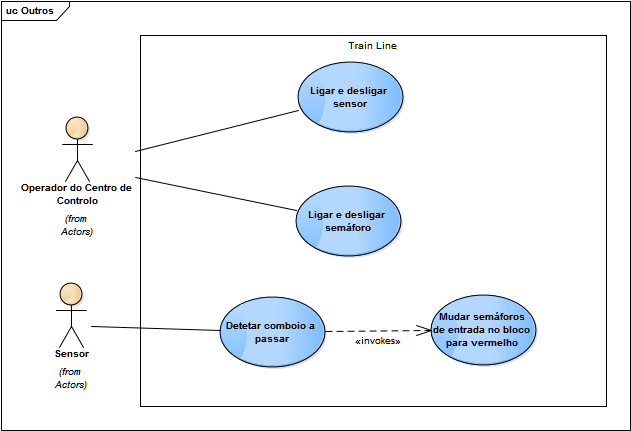 uc Outros
Train Line
Ligar e desligar
sensor
Operador do Centro de
Controlo
(from
Actors)
Ligar e desligar
semáforo
Sensor
(from
Actors)
Detetar comboio a
passar
«invokes»
Mudar semáforos
de entrada no bloco
para vermelho